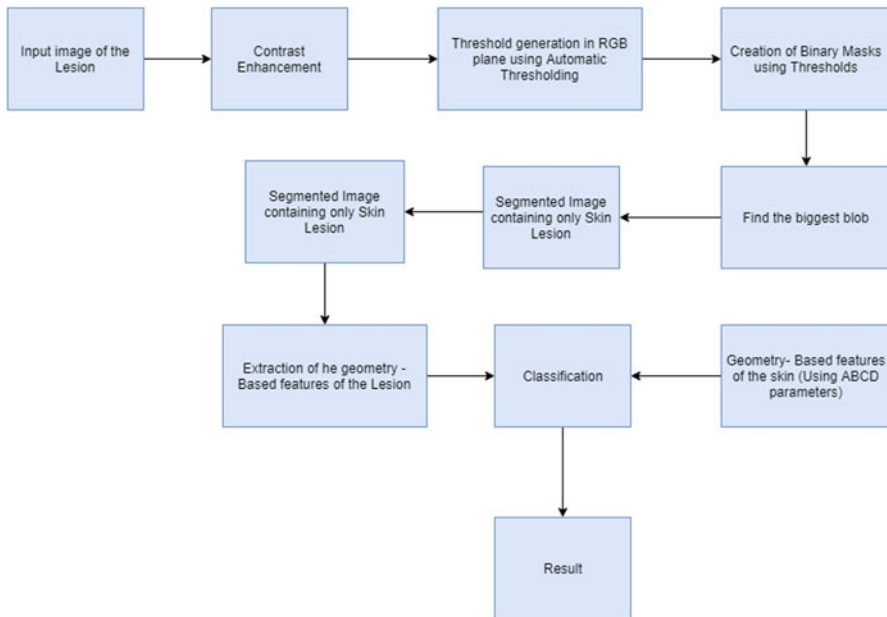 Input image of the
Lesion
Contrast
Enhancement
Threshold generation in RGB
plane using Automatic
Thresholding
Creation of Binary Masks
using Thresholds
Segmented Image
containing only Skin
Lesion
Segmented Image
containing only Skin
Lesion
Find the biggest blob
Extraction of he geometry -
Based features of the Lesion
Classification
Geometry- Based features
of the skin (Using ABCD
parameters)
Result